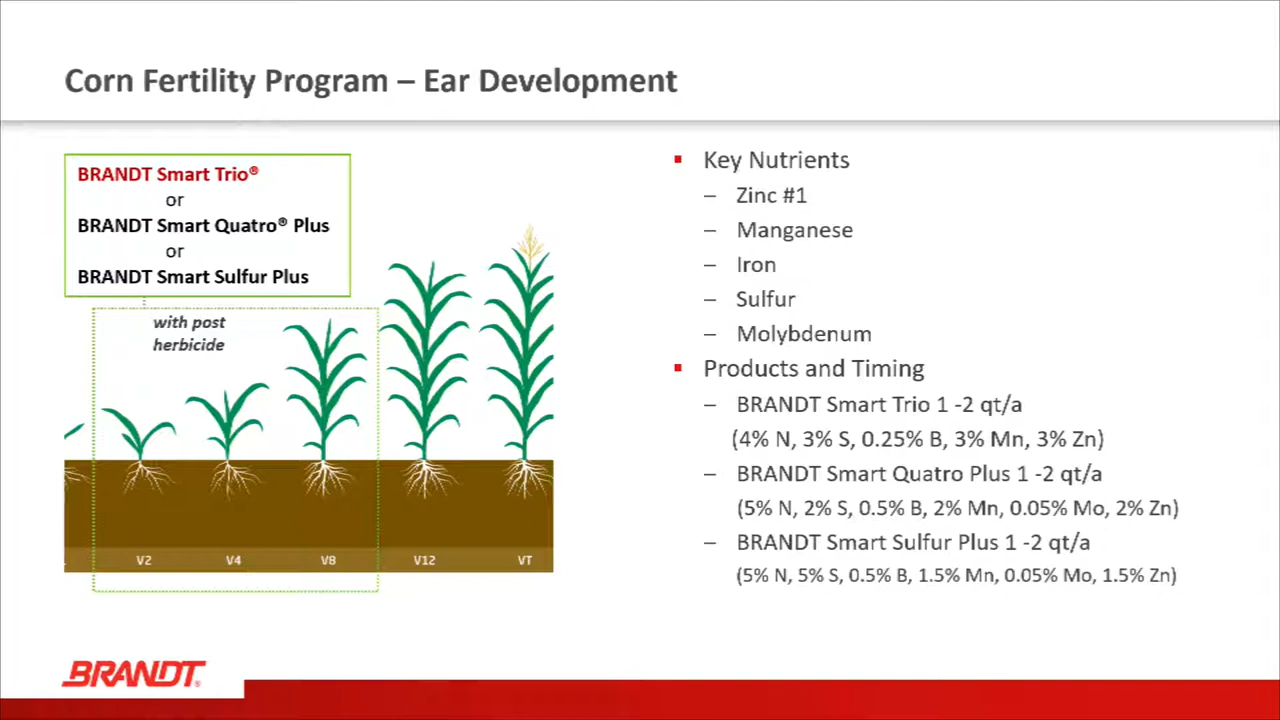 Corn Fertility Program – Ear Development
BRANDT Smart Trio®
or
BRANDT Smart Quatro® Plus
or
BRANDT Smart Sulfur Plus
with post
herbicide
V2 V4 V8 V12 VT
▪ Key Nutrients
– Zinc #1
– Manganese
– Iron
– Sulfur
– Molybdenum
▪ Products and Timing
– BRANDT Smart Trio 1 -2 qt/a
(4% N, 3% S, 0.25% B, 3% Mn, 3% Zn)
– BRANDT Smart Quatro Plus 1 -2 qt/a
(5% N, 2% S, 0.5% B, 2% Mn, 0.05% Mo, 2% Zn)
– BRANDT Smart Sulfur Plus 1 -2 qt/a
(5% N, 5% S, 0.5% B, 1.5% Mn, 0.05% Mo, 1.5% Zn)
BRANDT®